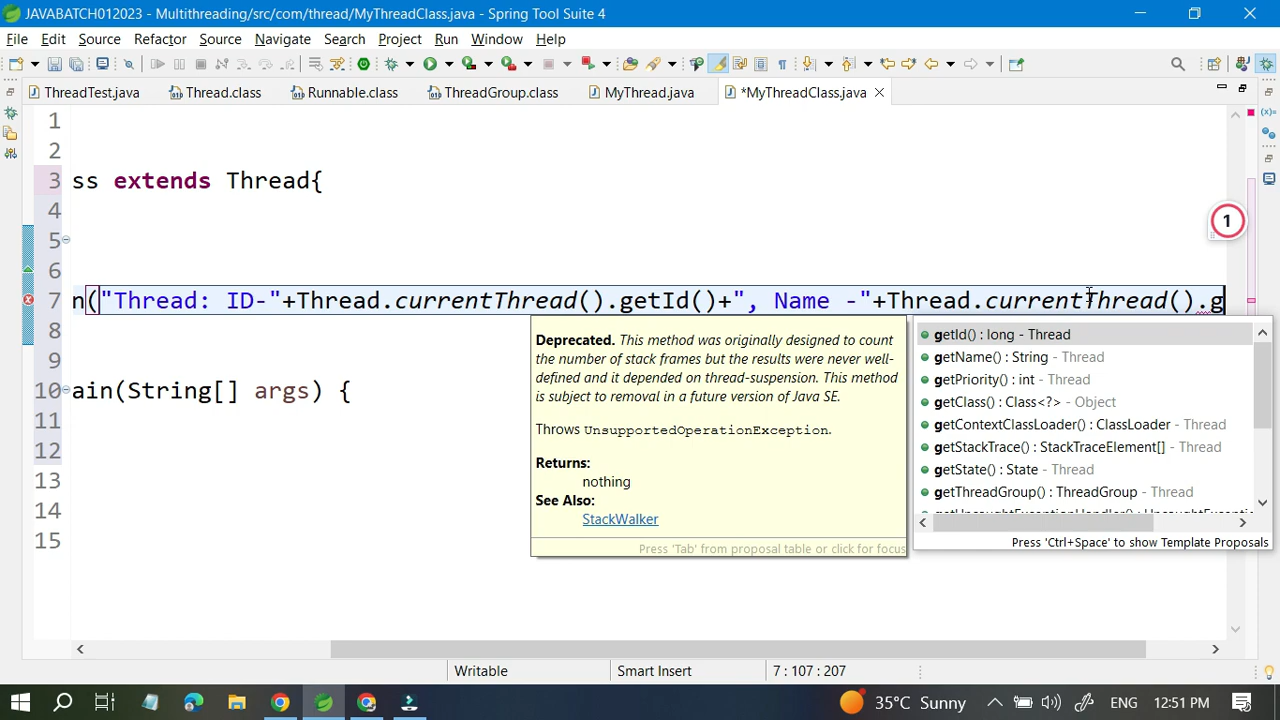 JAVABATCH012023 - Multithreading/src/com/thread/MyThreadClass.java - Spring Tool Suite 4
File Edit Source Refactor Source Navigate Search Project Run Window Help
ThreadTest.java Thread.class Runnable.class ThreadGroup.class MyThread.java *MyThreadClass.java
1
2
3 ss extends Thread{
4
1
5
6
7 n("Thread: ID-"+Thread.currentThread().getId()+", Name -"+Thread.currentThread().g
8
10 ain(String[] args) {
11
12
13
14
15
Deprecated. This method was originally designed to count
the number of stack frames but the results were never well-
defined and it depended on thread-suspension. This method
is subject to removal in a future version of Java SE.
Throws UnsupportedOperationException.
Returns:
nothing
See Also:
StackWalker
Press 'Tab' from proposal table or click for focus
getId() : long - Thread
getName() : String - Thread
getPriority() : int - Thread
getClass() : Class<?> - Object
getContextClassLoader() : ClassLoader - Thread
getStackTrace() : StackTraceElement[] - Thread
getState() : State - Thread
getThreadGroup() : ThreadGroup - Thread
Press 'Ctrl+Space' to show Template Proposals
Writable Smart Insert 7 : 107 : 207
35°C Sunny ENG 12:51 PM